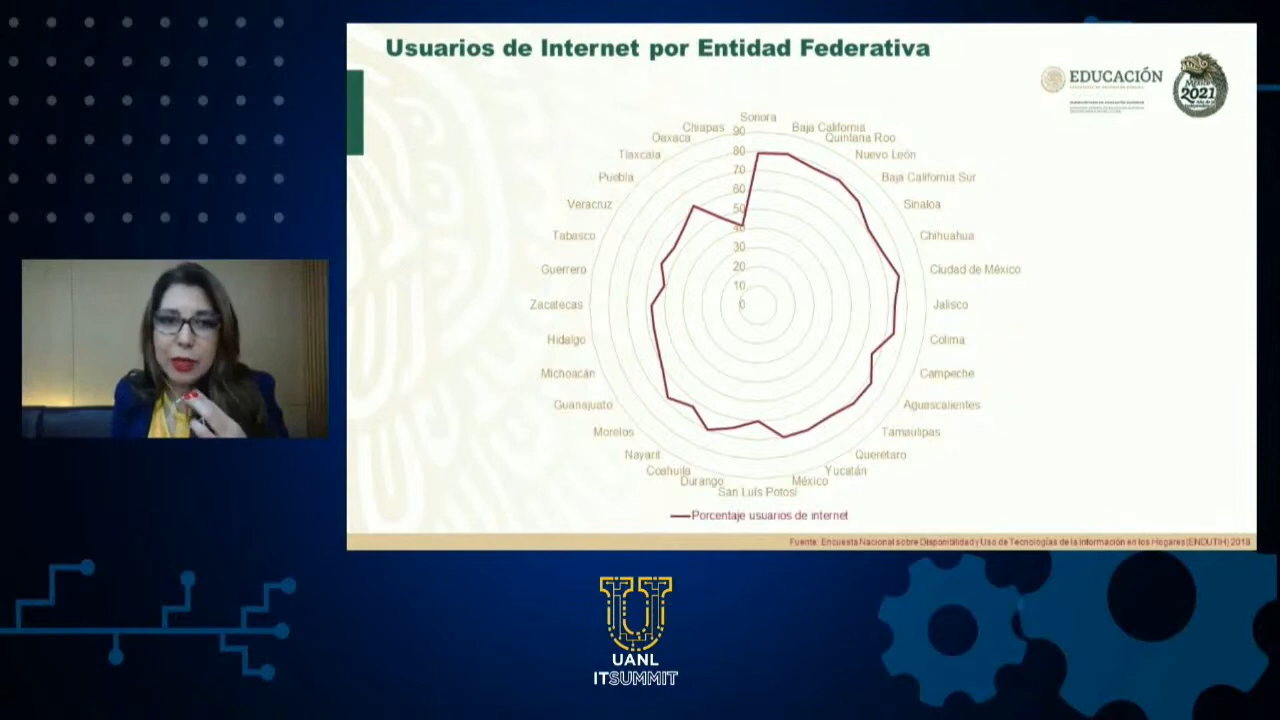 Usuarios de Internet por Entidad Federativa
EDUCACIÓN
México
2021
Sonora
Baja California
Quintana Roo
Nuevo León
Baja California Sur
Sinaloa
Chihuahua
Ciudad de México
Jalisco
Colima
Campeche
Aguascalientes
Tamaulipas
Querétaro
Yucatán
México
San Luis Potosí
Durango
Coahuila
Nayarit
Morelos
Guanajuato
Michoacán
Hidalgo
Zacatecas
Guerrero
Tabasco
Veracruz
Puebla
Tlaxcala
Oaxaca
Chiapas
90
80
70
60
50
40
30
20
10
0
Porcentaje usuarios de internet
Fuente: Encuesta Nacional sobre Disponibilidad y Uso de Tecnologías de la Información en los Hogares (ENDUTIH) 2018
UANL
ITSUMMIT